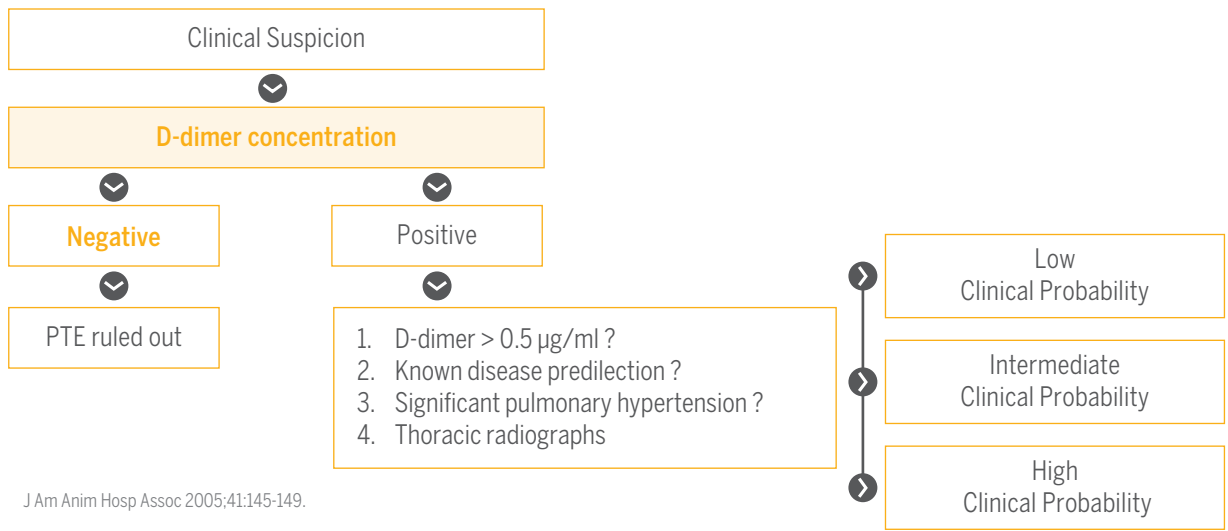 Clinical Suspicion
D-dimer concentration
Negative
Positive
PTE ruled out
1. D-dimer > 0.5 µg/ml ?
2. Known disease predilection ?
3. Significant pulmonary hypertension ?
4. Thoracic radiographs
Low
Clinical Probability
Intermediate
Clinical Probability
High
Clinical Probability
J Am Anim Hosp Assoc 2005;41:145-149.